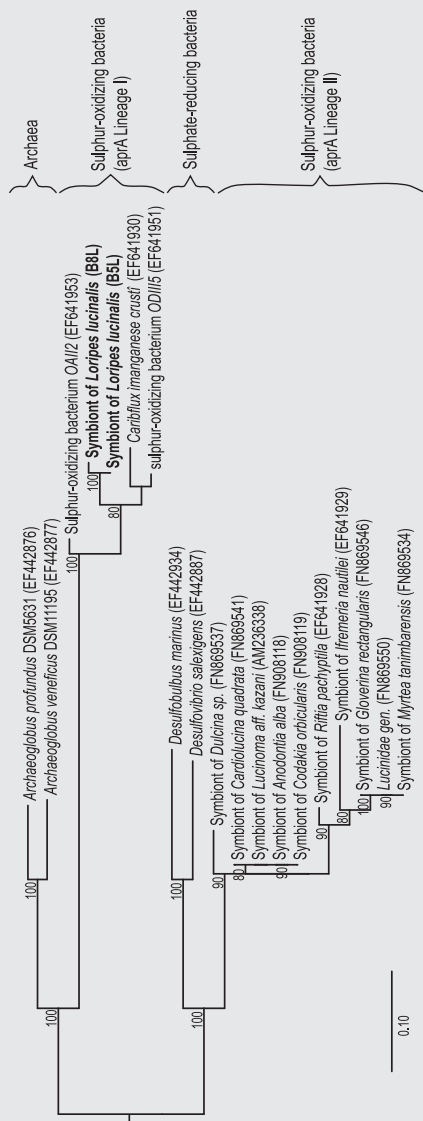 Archaeoglobus profundus DSM5631 (EF442876)
Archaeoglobus veneficus DSM11195 (EF442877)
Sulphur-oxidizing bacterium OAII2 (EF641953)
Symbiont of Loripes lucinalis (B8L)
Symbiont of Loripes lucinalis (B5L)
Caribflux imanganese crusti (EF641930)
sulphur-oxidizing bacterium ODIII5 (EF641951)
Desulfobulbus marinus (EF442934)
Desulfovibrio salexigens (EF442887)
Symbiont of Dulcina sp. (FN869537)
Symbiont of Cardiolucina quadrata (FN869541)
Symbiont of Lucinoma aff. kazani (AM236338)
Symbiont of Anodontia alba (FN908118)
Symbiont of Codakia orbicularis (FN908119)
Symbiont of Riftia pachyptila (EF641928)
Symbiont of Ifremeria nautilei (EF641929)
Symbiont of Gloverina rectangularis (FN869546)
Lucinidae gen. (FN869550)
Symbiont of Myrtea tanimbarensis (FN869534)
Archaea
Sulphur-oxidizing bacteria
(aprA Lineage I)
Sulphate-reducing bacteria
Sulphur-oxidizing bacteria
(aprA Lineage II)
100
100
100
100
80
100
100
90
80
90
90
80
100
90
0.10